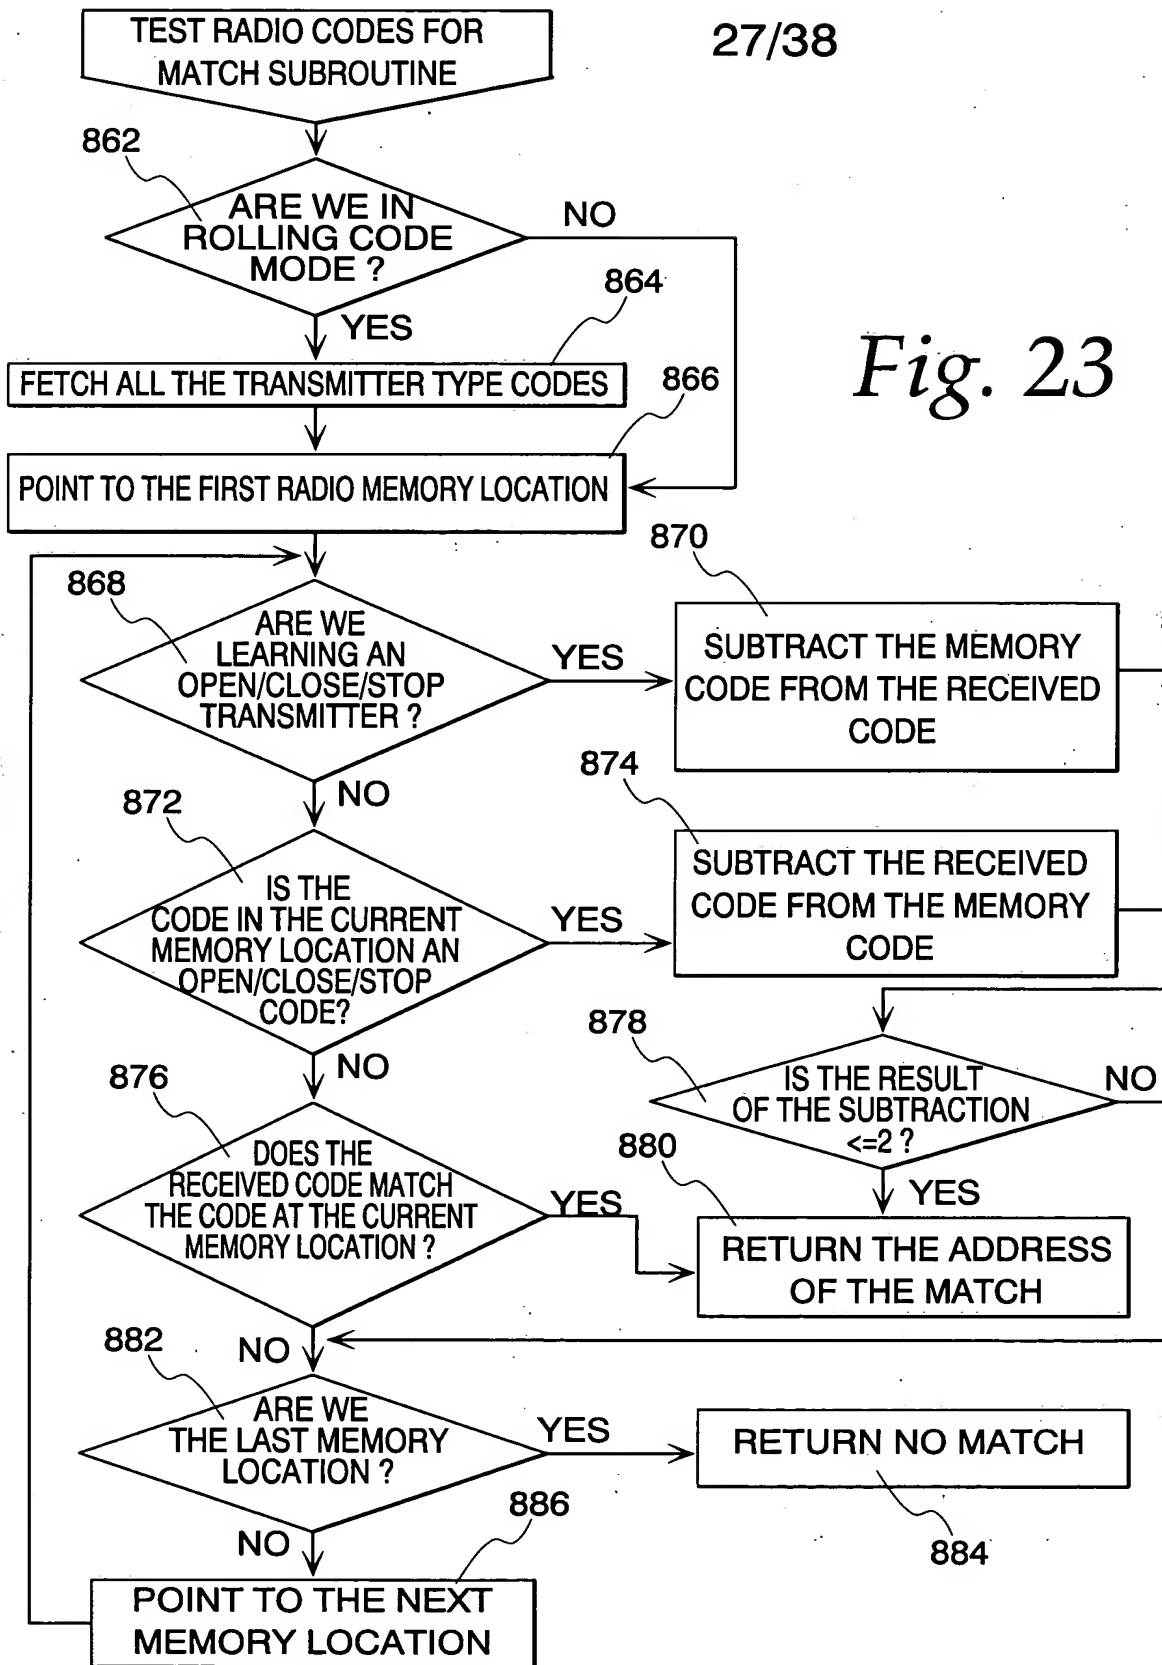 TEST RADIO CODES FOR
MATCH SUBROUTINE
27/38
862
ARE WE IN
ROLLING CODE
MODE ?
NO
YES
864
FETCH ALL THE TRANSMITTER TYPE CODES
866
Fig. 23
POINT TO THE FIRST RADIO MEMORY LOCATION
868
ARE WE
LEARNING AN
OPEN/CLOSE/STOP
TRANSMITTER ?
YES
870
SUBTRACT THE MEMORY
CODE FROM THE RECEIVED
CODE
NO
872
IS THE
CODE IN THE CURRENT
MEMORY LOCATION AN
OPEN/CLOSE/STOP
CODE?
YES
874
SUBTRACT THE RECEIVED
CODE FROM THE MEMORY
CODE
NO
878
IS THE RESULT
OF THE SUBTRACTION
<=2 ?
NO
YES
876
DOES THE
RECEIVED CODE MATCH
THE CODE AT THE CURRENT
MEMORY LOCATION ?
YES
880
RETURN THE ADDRESS
OF THE MATCH
NO
882
ARE WE
THE LAST MEMORY
LOCATION ?
YES
RETURN NO MATCH
884
NO
886
POINT TO THE NEXT
MEMORY LOCATION